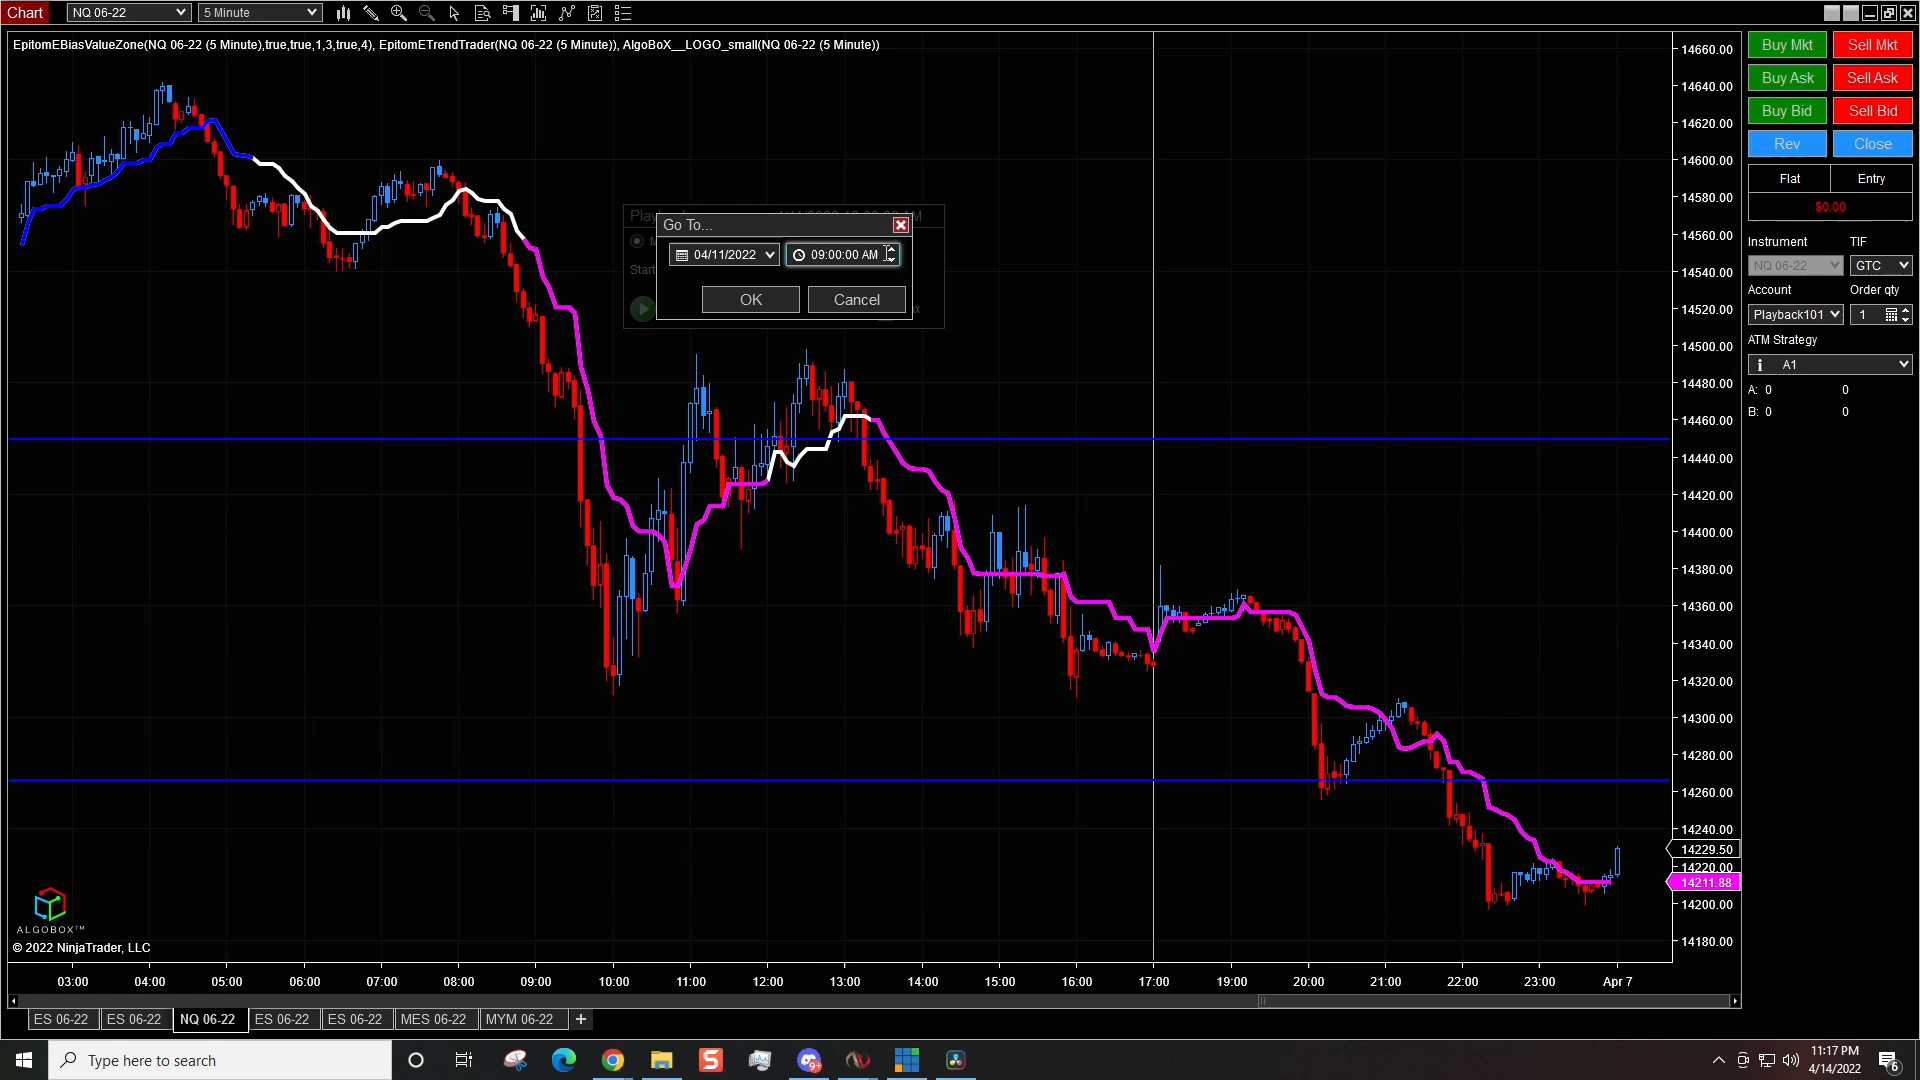 Chart
NQ 06-22
5 Minute
EpitomEBiasValueZone(NQ 06-22 (5 Minute),true,true,1,3,true,4), EpitomETrendTrader(NQ 06-22 (5 Minute)), AlgoBoX__LOGO_small(NQ 06-22 (5 Minute))
14660.00
14640.00
14620.00
14600.00
14580.00
14560.00
14540.00
14520.00
14500.00
14480.00
14460.00
14440.00
14420.00
14400.00
14380.00
14360.00
14340.00
14320.00
14300.00
14280.00
14260.00
14240.00
14229.50
14220.00
14211.88
14200.00
14180.00
Buy Mkt
Sell Mkt
Buy Ask
Sell Ask
Buy Bid
Sell Bid
Rev
Close
Flat
Entry
$0.00
Instrument
TIF
NQ 06-22
GTC
Account
Order qty
Playback101
1
ATM Strategy
A1
A: 0
0
B: 0
0
Go To...
04/11/2022
09:00:00 AM
OK
Cancel
Start
ALGOBOX™
© 2022 NinjaTrader, LLC
03:00
04:00
05:00
06:00
07:00
08:00
09:00
10:00
11:00
12:00
13:00
14:00
15:00
16:00
17:00
18:00
19:00
20:00
21:00
22:00
23:00
Apr 7
ES 06-22
ES 06-22
NQ 06-22
ES 06-22
ES 06-22
MES 06-22
MYM 06-22
+
Type here to search
11:17 PM
4/14/2022
6